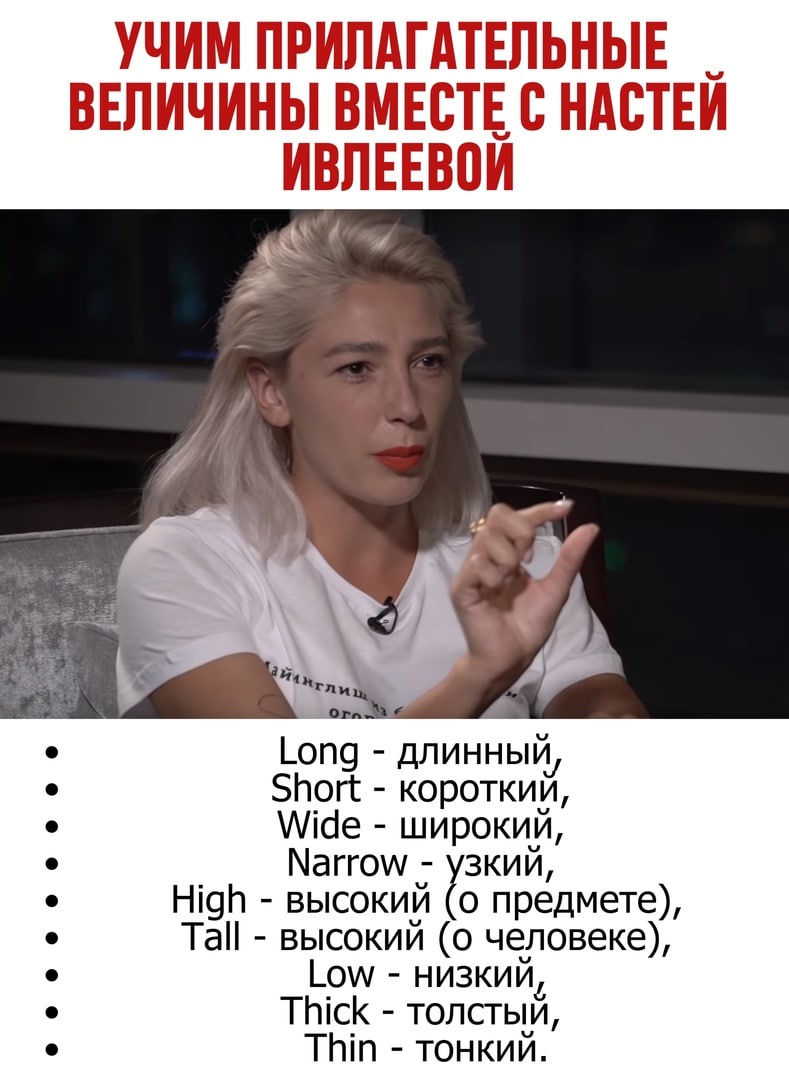 УЧИМ ПРИЛАГАТЕЛЬНЫЕ
ВЕЛИЧИНЫ ВМЕСТЕ С НАСТЕЙ
ИВЛЕЕВОЙ
из
• Long - длинный,
• Short - короткий,
• Wide - широкий,
• Narrow - узкий,
• High - высокий (о предмете),
• Tall - высокий (о человеке),
• Low - низкий,
• Thick - толстый,
• Thin - тонкий.